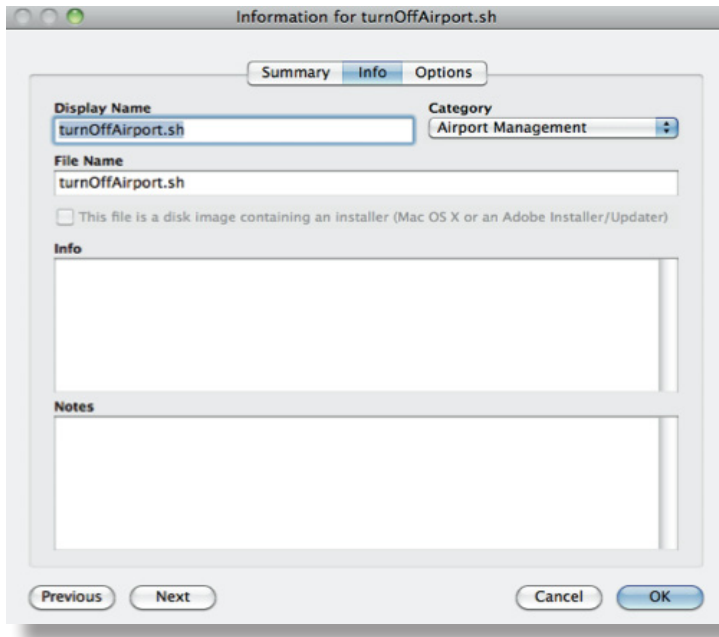 Information for turnOffAirport.sh
Summary Info Options
Display Name Category
turnOffAirport.sh Airport Management
File Name
turnOffAirport.sh
This file is a disk image containing an installer (Mac OS X or an Adobe Installer/Updater)
Info
Notes
Previous Next Cancel OK